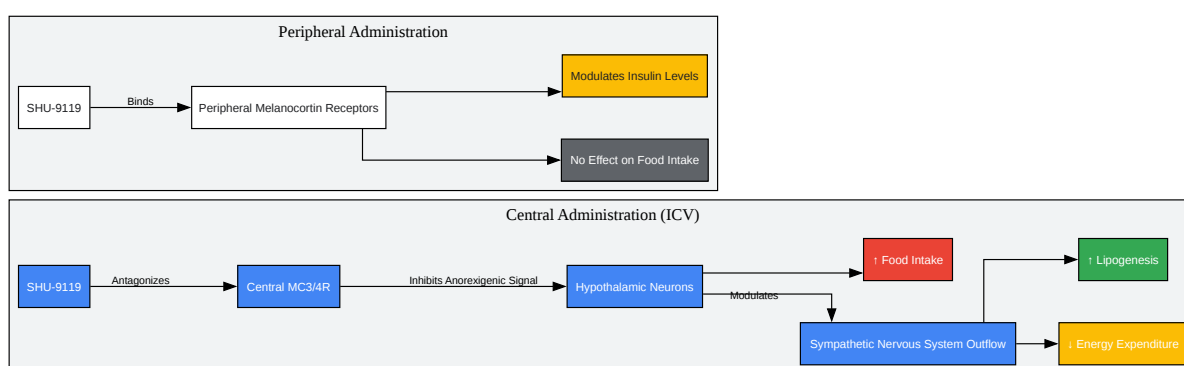 Peripheral Administration
Modulates Insulin Levels
SHU-9119
Binds
Peripheral Melanocortin Receptors
No Effect on Food Intake
Central Administration (ICV)
↑ Food Intake
↑ Lipogenesis
SHU-9119
Antagonizes
Central MC3/4R
Inhibits Anorexigenic Signal
Hypothalamic Neurons
Modulates
Sympathetic Nervous System Outflow
↓ Energy Expenditure